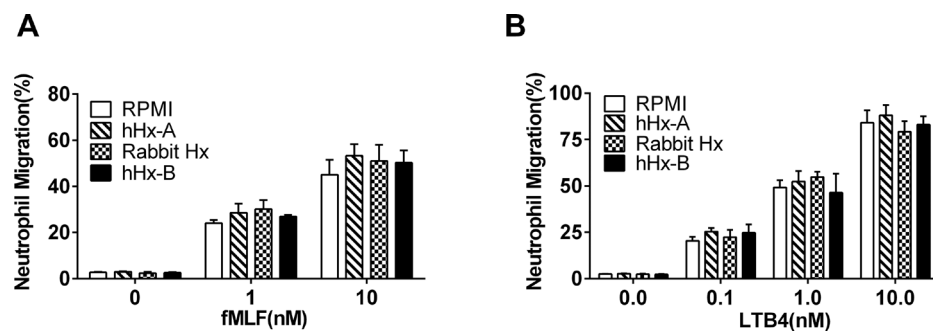 A
Neutrophil Migration(%)
80
60
40
20
0
RPMI
hHx-A
Rabbit Hx
hHx-B
0 1 10
fMLF(nM)
B
Neutrophil Migration(%)
100
75
50
25
0
RPMI
hHx-A
Rabbit Hx
hHx-B
0.0 0.1 1.0 10.0
LTB4(nM)